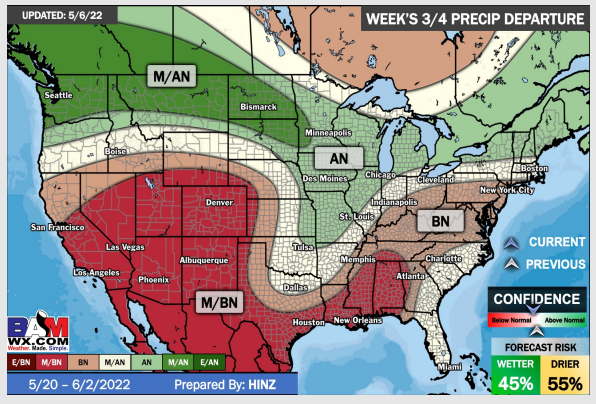 UPDATED: 5/6/22
WEEK'S 3/4 PRECIP DEPARTURE
M/AN
Seattle
Bismarck
Minneapolis
Boise
AN
Boston
Chicago
Cleveland
Des Moines
New York City
Denver
Indianapolis
St. Louis
BN
San Francisco
Las Vegas
Tulsa
CURRENT
Albuquerque
Memphis
Charlotte
PREVIOUS
Los Angeles
Phoenix
Atlanta
Dallas
M/BN
CONFIDENCE
Houston
New Orleans
Below Normal
Above Normal
BAM
WX.COM
Weather. Made. Simple.
FORECAST RISK
E/BN M/BN BN M/AN AN M/AN E/AN
Miami
WETTER DRIER
45% 55%
5/20 – 6/2/2022 Prepared By: HINZ